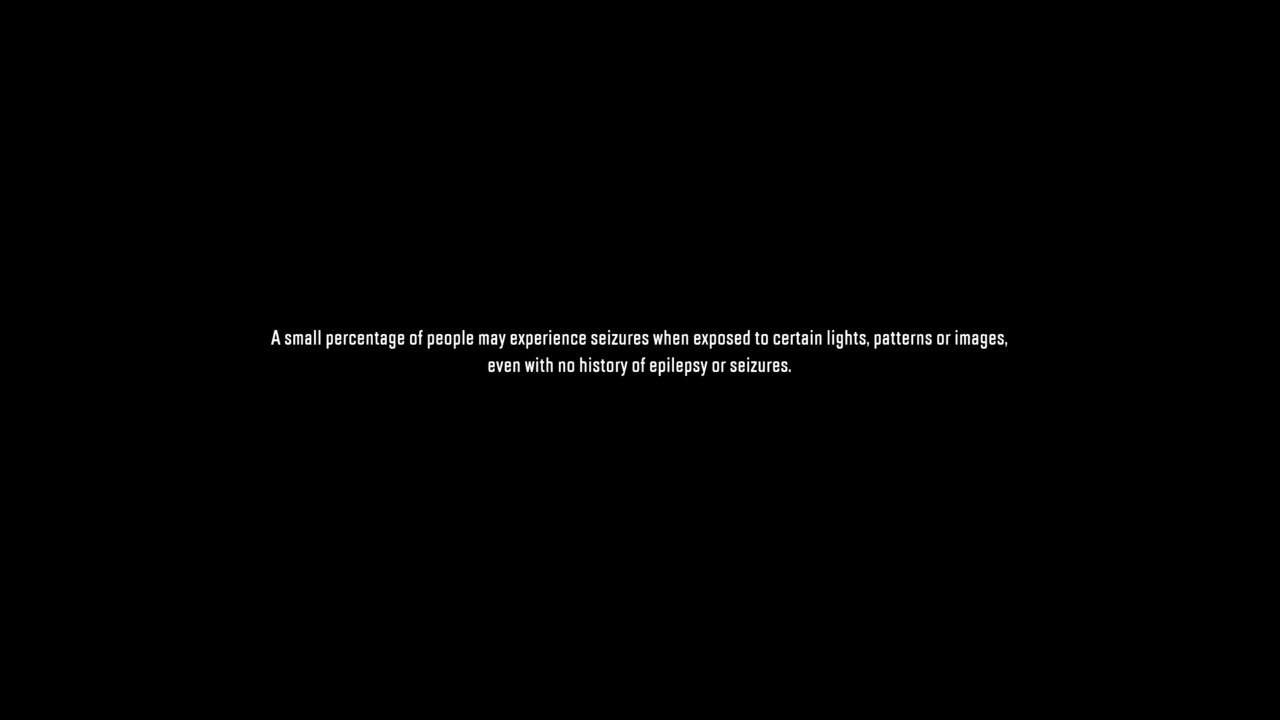 A small percentage of people may experience seizures when exposed to certain lights, patterns or images,
even with no history of epilepsy or seizures.